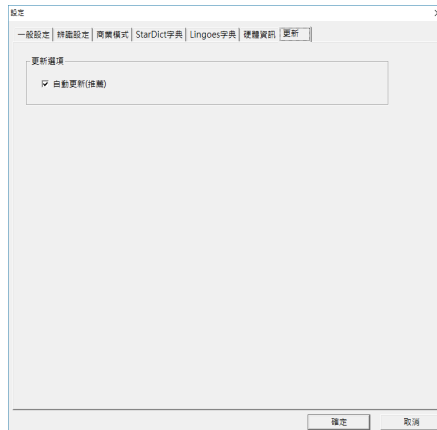 設定
一般設定 辨識設定 商業模式 StarDict字典 Lingoes字典 硬體資訊 更新
更新選項
自動更新(推薦)
確定 取消